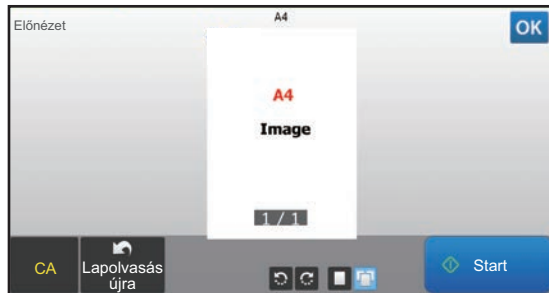 A4
Előnézet
OK
A4
Image
1 / 1
CA
Lapolvasás
újra
Start